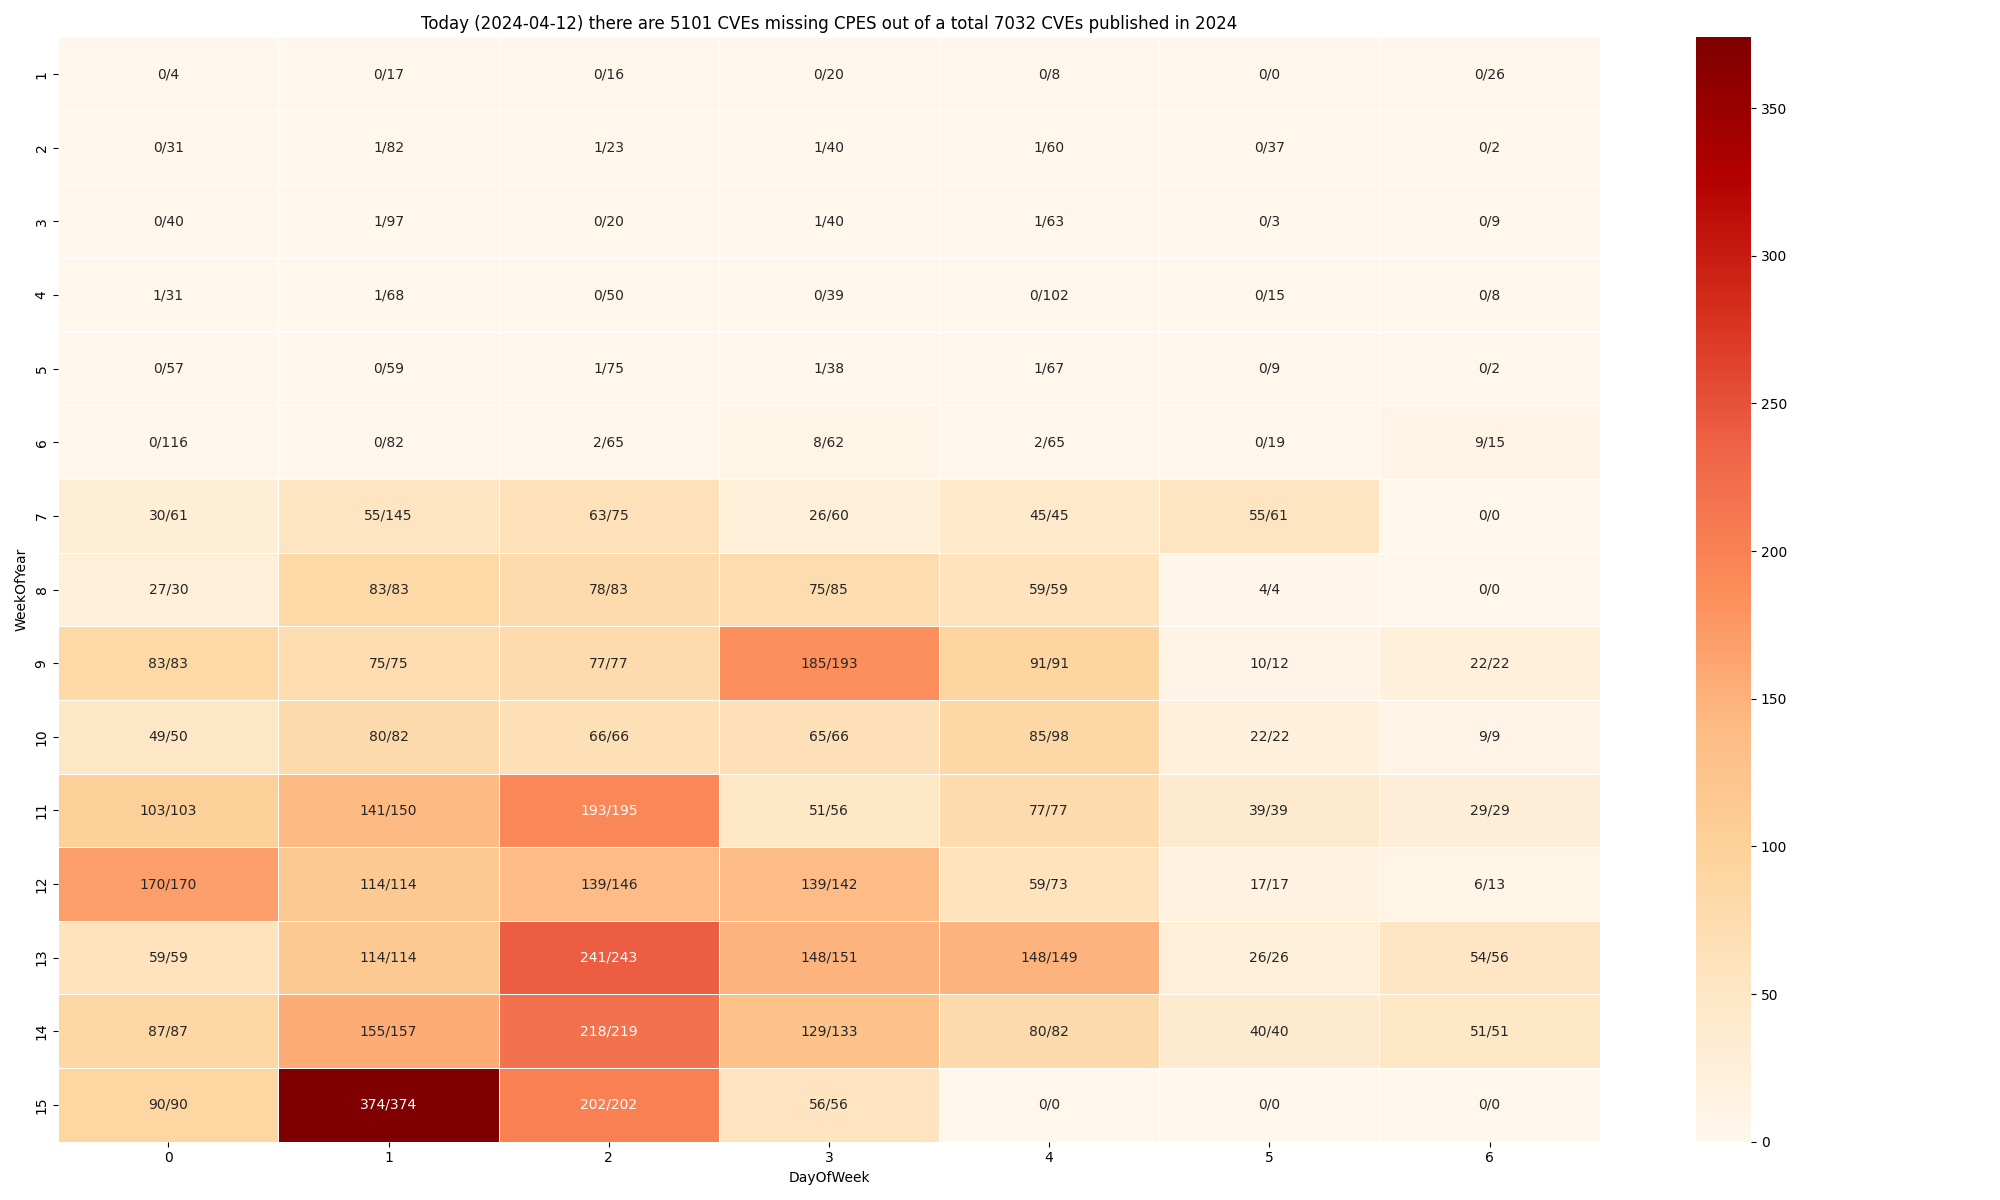 Today (2024-04-12) there are 5101 CVEs missing CPES out of a total 7032 CVEs published in 2024
WeekOfYear
1 0/4 0/17 0/16 0/20 0/8 0/0 0/26
2 0/31 1/82 1/23 1/40 1/60 0/37 0/2
3 0/40 1/97 0/20 1/40 1/63 0/3 0/9
4 1/31 1/68 0/50 0/39 0/102 0/15 0/8
5 0/57 0/59 1/75 1/38 1/67 0/9 0/2
6 0/116 0/82 2/65 8/62 2/65 0/19 9/15
7 30/61 55/145 63/75 26/60 45/45 55/61 0/0
8 27/30 83/83 78/83 75/85 59/59 4/4 0/0
9 83/83 75/75 77/77 185/193 91/91 10/12 22/22
10 49/50 80/82 66/66 65/66 85/98 22/22 9/9
11 103/103 141/150 193/195 51/56 77/77 39/39 29/29
12 170/170 114/114 139/146 139/142 59/73 17/17 6/13
13 59/59 114/114 241/243 148/151 148/149 26/26 54/56
14 87/87 155/157 218/219 129/133 80/82 40/40 51/51
15 90/90 374/374 202/202 56/56 0/0 0/0 0/0
0 1 2 3 4 5 6
DayOfWeek
350
300
250
200
150
100
50
0